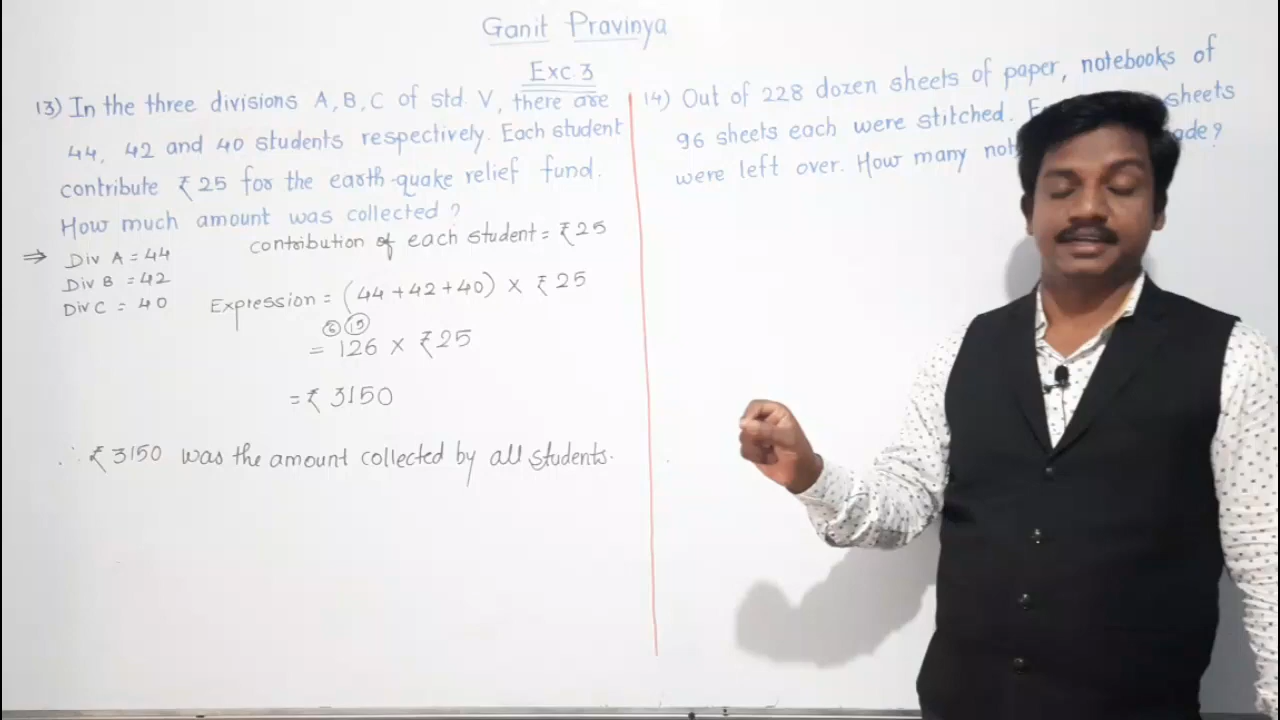 Ganit Pravinya
Exc 3
13) In the three divisions A, B, C of std. V, there are
44, 42 and 40 students respectively. Each student
contribute ₹ 25 for the earth-quake relief fund.
How much amount was collected ?
⇒ Div A = 44
Div B = 42
Div C = 40
contribution of each student = ₹25
Expression = (44 + 42 + 40) × ₹ 25
= 126 × ₹25
= ₹ 3150
∴ ₹ 3150 was the amount collected by all students.
14) Out of 228 dozen sheets of paper, notebooks of
96 sheets each were stitched. sheets
were left over. How many